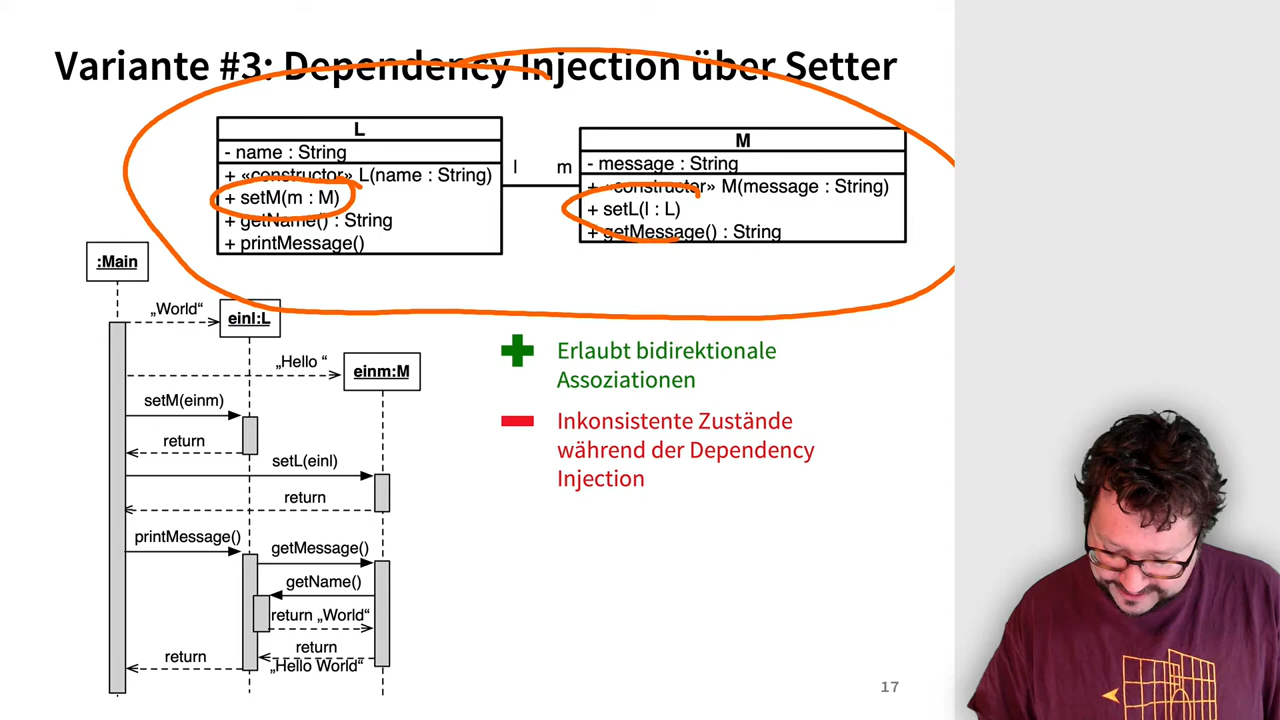 Variante #3: Dependency Injection über Setter
L
- name : String
+ «constructor» L(name : String)
+ setM(m : M)
+ getName() : String
+ printMessage()
l
m
M
- message : String
+ «constructor» M(message : String)
+ setL(l : L)
+ getMessage() : String
:Main
„World“
einl:L
„Hello “
einm:M
setM(einm)
return
setL(einl)
return
printMessage()
getMessage()
getName()
return „World“
return
„Hello World“
return
Erlaubt bidirektionale
Assoziationen
Inkonsistente Zustände
während der Dependency
Injection
17